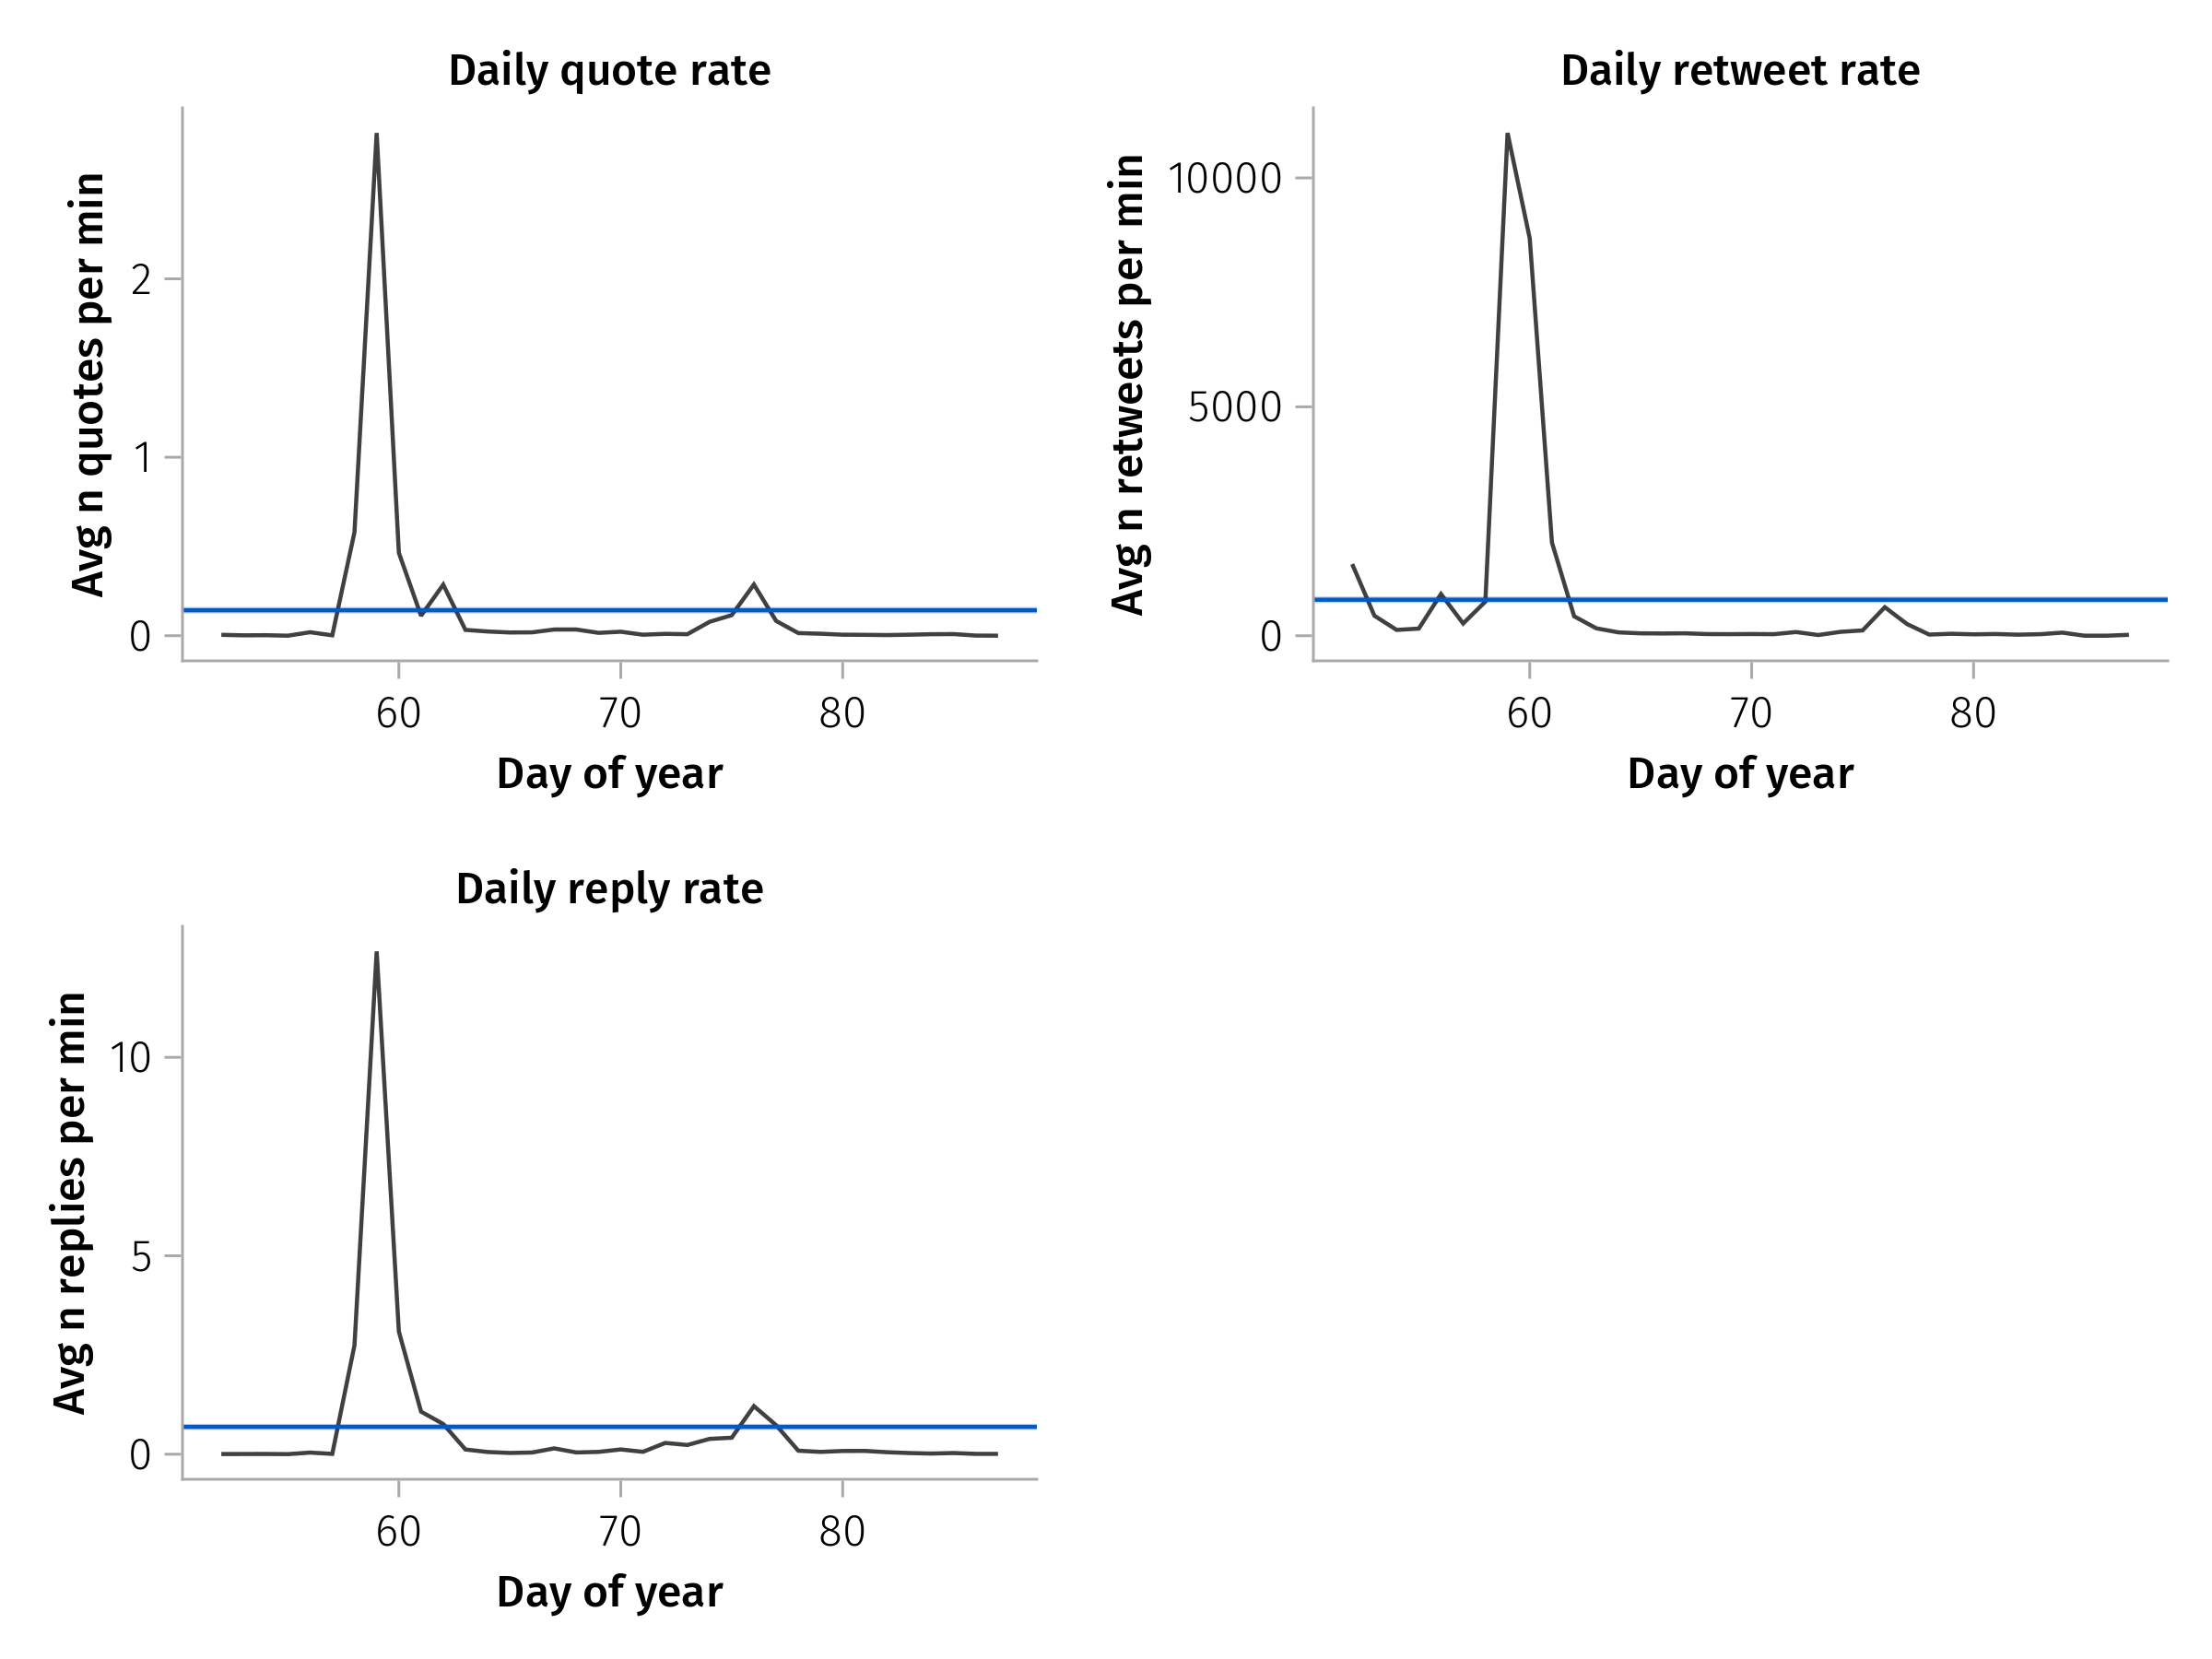 Daily quote rate
Avg n quotes per min
2
1
0
60 70 80
Day of year
Daily retweet rate
Avg n retweets per min
10000
5000
0
60 70 80
Day of year
Daily reply rate
Avg n replies per min
10
5
0
60 70 80
Day of year